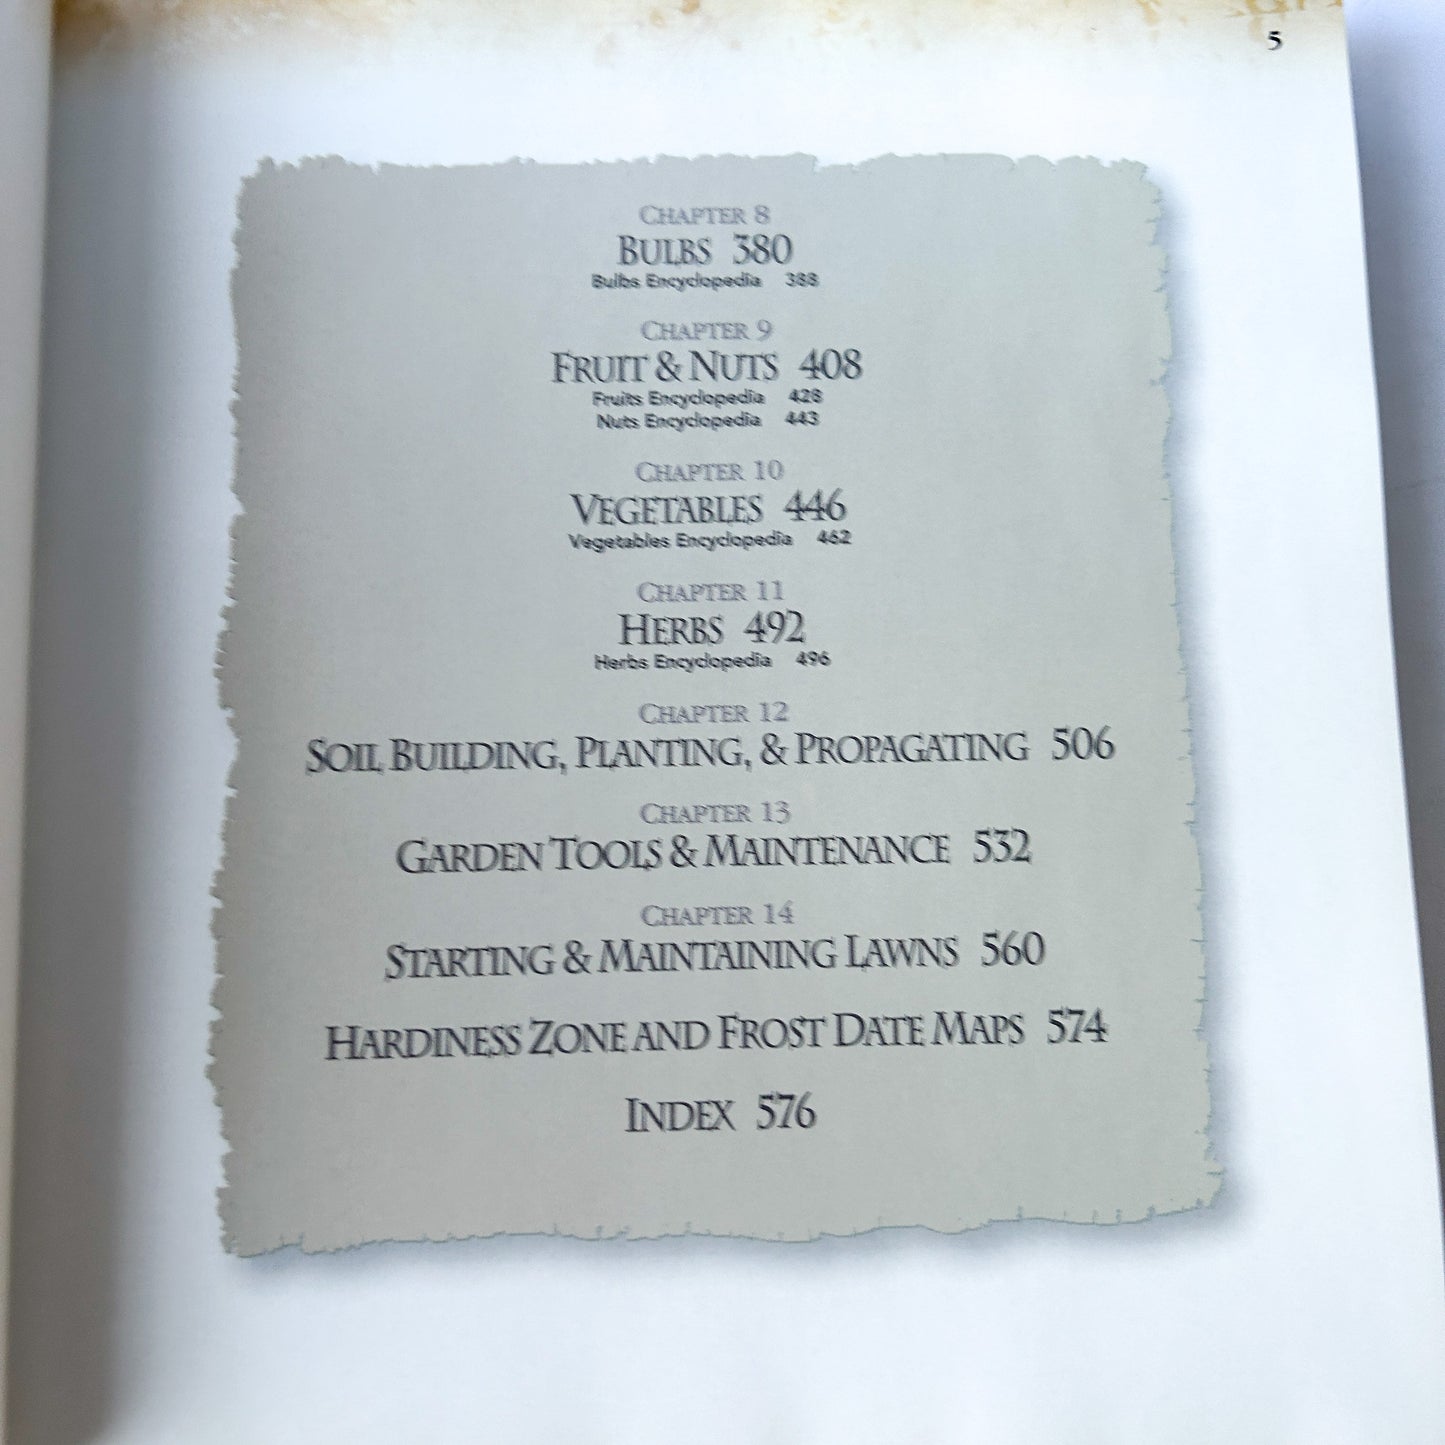 5
CHAPTER 8
BULBS 380
Bulbs Encyclopedia 388
CHAPTER 9
FRUIT & NUTS 408
Fruits Encyclopedia 428
Nuts Encyclopedia 443
CHAPTER 10
VEGETABLES 446
Vegetables Encyclopedia 462
CHAPTER 11
HERBS 492
Herbs Encyclopedia 496
CHAPTER 12
SOIL BUILDING, PLANTING, & PROPAGATING 506
CHAPTER 13
GARDEN TOOLS & MAINTENANCE 532
CHAPTER 14
STARTING & MAINTAINING LAWNS 560
HARDINESS ZONE AND FROST DATE MAPS 574
INDEX 576